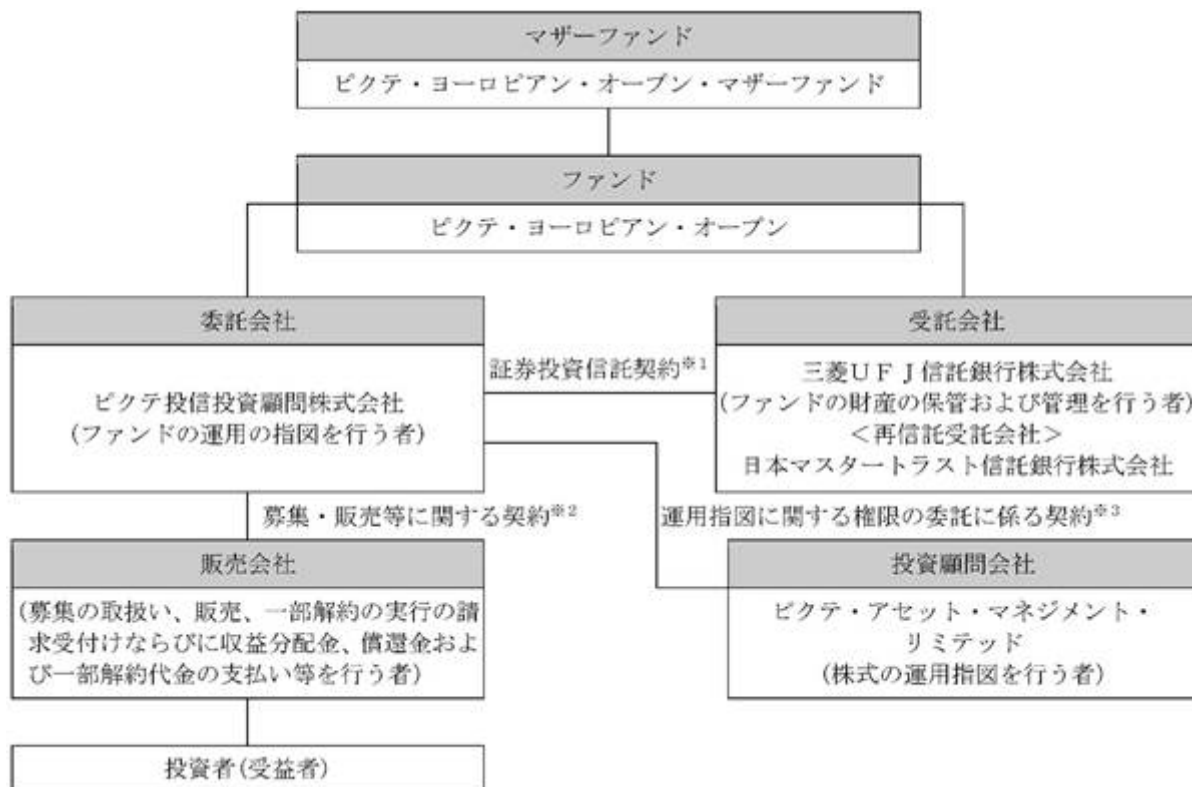 マザーファンド
ピクテ・ヨーロピアン・オープン・マザーファンド
ファンド
ピクテ・ヨーロピアン・オープン
委託会社
ピクテ投信投資顧問株式会社
(ファンドの運用の指図を行う者)
証券投資信託契約※1
受託会社
三菱UFJ信託銀行株式会社
(ファンドの財産の保管および管理を行う者)
<再信託受託会社>
日本マスタートラスト信託銀行株式会社
募集・販売等に関する契約※2
運用指図に関する権限の委託に係る契約※3
販売会社
(募集の取扱い、販売、一部解約の実行の請
求受付けならびに収益分配金、償還金およ
び一部解約代金の支払い等を行う者)
投資顧問会社
ピクテ・アセット・マネジメント・
リミテッド
(株式の運用指図を行う者)
投資者(受益者)